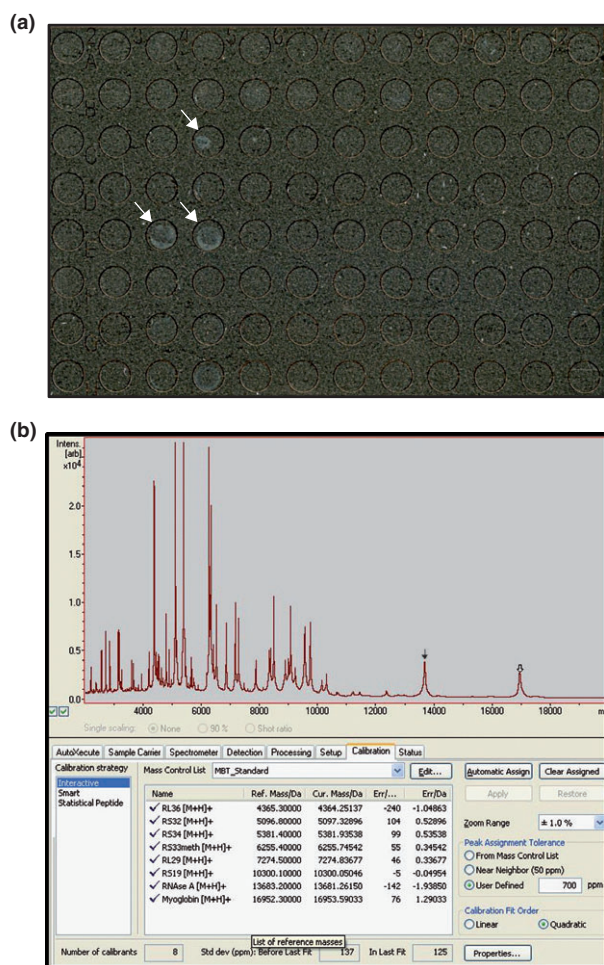 (a)
(b)
Intens.
[arb]
x10⁴
2.0
1.5
1.0
0.5
0.0
4000 6000 8000 10000 12000 14000 16000 18000 m
Single scaling: None 90 % Shot ratio
AutoXecute Sample Carrier Spectrometer Detection Processing Setup Calibration Status
Calibration strategy Mass Control List MBT_Standard Edit... Automatic Assign Clear Assigned
Interactive
Smart
Statistical Peptide
Apply Restore
Name Ref. Mass/Da Cur. Mass/Da Err/... Err/Da
RL36 [M+H]+ 4365.30000 4364.25137 -240 -1.04863
RS32 [M+H]+ 5096.80000 5097.32896 104 0.52896
RS34 [M+H]+ 5381.40000 5381.93538 99 0.53538
RS33meth [M+H]+ 6255.40000 6255.74542 55 0.34542
RL29 [M+H]+ 7274.50000 7274.83677 46 0.33677
RS19 [M+H]+ 10300.10000 10300.05046 -5 -0.04954
RNAse A [M+H]+ 13683.20000 13681.26150 -142 -1.93850
Myoglobin [M+H]+ 16952.30000 16953.59033 76 1.29033
Zoom Range ± 1.0 %
Peak Assignment Tolerance
From Mass Control List
Near Neighbor (50 ppm)
User Defined 700 ppm
Calibration Fit Order
Linear Quadratic
List of reference masses
Number of calibrants 8 Std dev (ppm): Before Last Fit 137 In Last Fit 125 Properties...